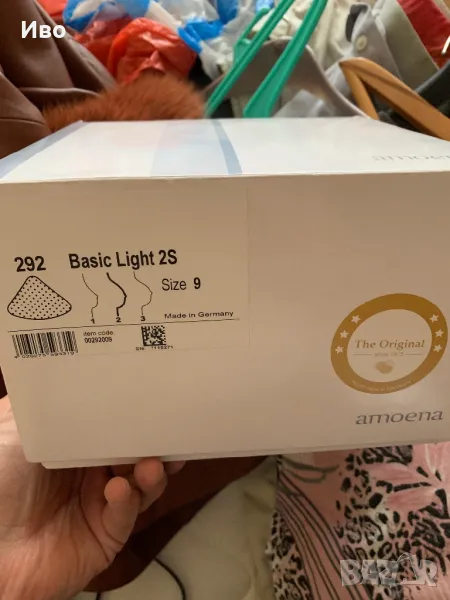 Иво
amoena
292 Basic Light 2S
Size 9
1 2 3
Made in Germany
item code
00292009
The Original
amoena
BAZAR